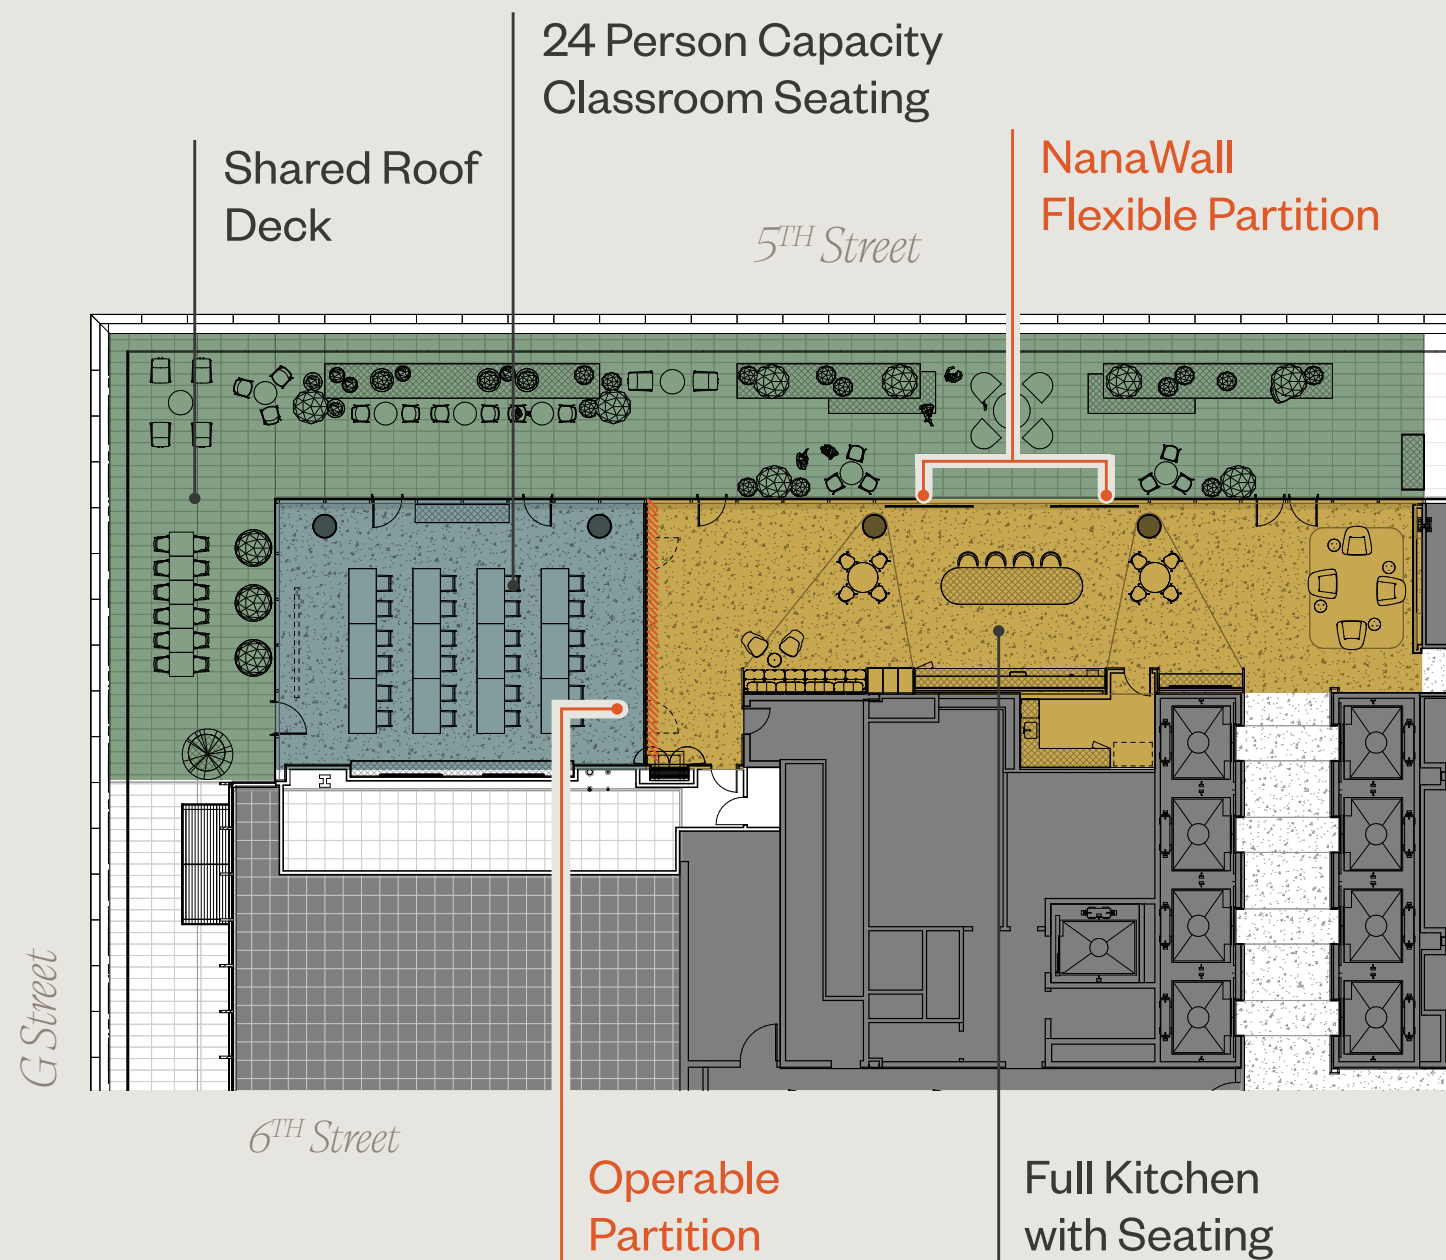 24 Person Capacity
Classroom Seating
Shared Roof
Deck
NanaWall
Flexible Partition
5TH Street
G Street
6TH Street
Operable
Partition
Full Kitchen
with Seating